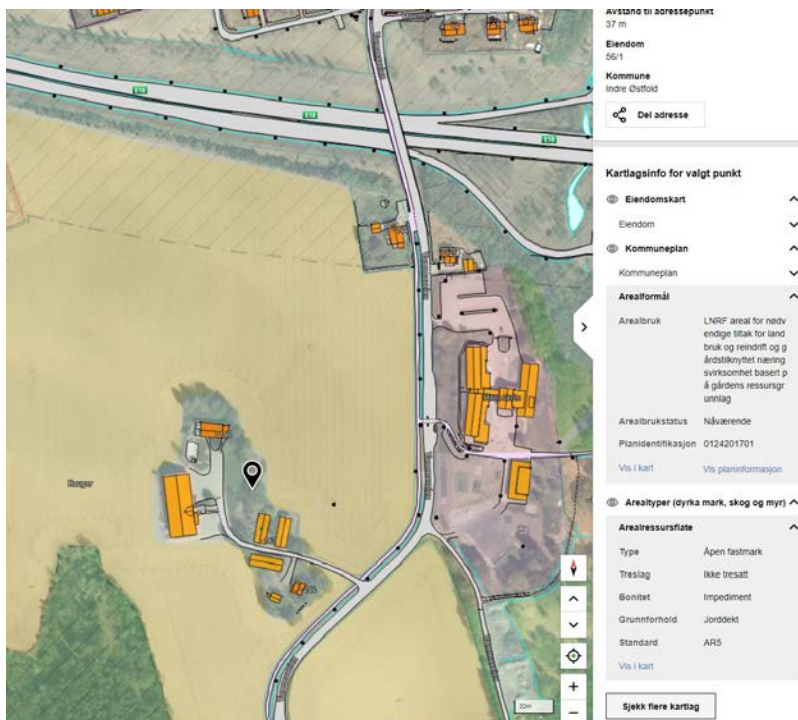 Avstand til adressepunkt
37 m
Eiendom
56/1
Kommune
Indre Østfold
Del adresse
Kartlagsinfo for valgt punkt
Eiendomskart
Eiendom
Kommuneplan
Kommuneplan
Arealformål
Arealbruk
LNRF areal for nødv
endige tiltak for land
bruk og reindrift og g
årdstilknyttet næring
svirksomhet basert p
å gårdens ressursgr
unnlag
Arealbrukstatus Nåværende
Planidentifikasjon 0124201701
Vis i kart Vis planinformasjon
Arealtyper (dyrka mark, skog og myr)
Arealressursflate
Type Åpen fastmark
Treslag Ikke tresatt
Bonitet Impediment
Grunnforhold Jorddekt
Standard AR5
Vis i kart
Sjekk flere kartlag
E18
E18
E18
Hauger
30m